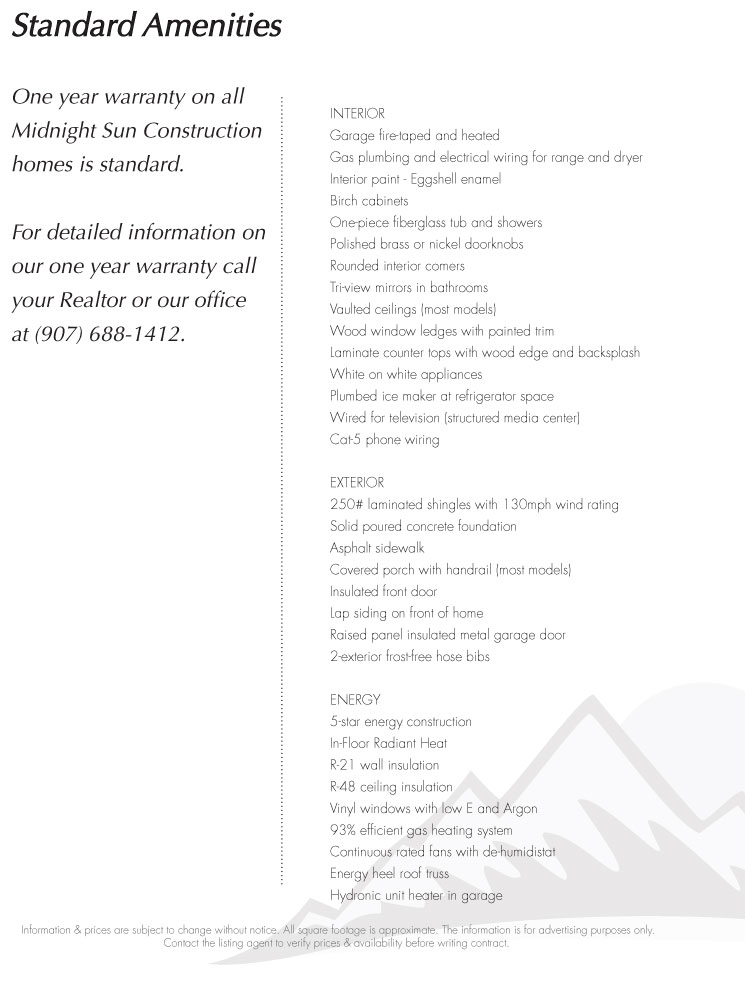 Standard Amenities
One year warranty on all
Midnight Sun Construction
homes is standard.
For detailed information on
our one year warranty call
your Realtor or our office
at (907) 688-1412.
INTERIOR
Garage fire-taped and heated
Gas plumbing and electrical wiring for range and dryer
Interior paint - Eggshell enamel
Birch cabinets
One-piece fiberglass tub and showers
Polished brass or nickel doorknobs
Rounded interior corners
Tri-view mirrors in bathrooms
Vaulted ceilings (most models)
Wood window ledges with painted trim
Laminate counter tops with wood edge and backsplash
White on white appliances
Plumbed ice maker at refrigerator space
Wired for television (structured media center)
Cat-5 phone wiring
EXTERIOR
250# laminated shingles with 130mph wind rating
Solid poured concrete foundation
Asphalt sidewalk
Covered porch with handrail (most models)
Insulated front door
Lap siding on front of home
Raised panel insulated metal garage door
2-exterior frost-free hose bibs
ENERGY
5-star energy construction
In-Floor Radiant Heat
R-21 wall insulation
R-48 ceiling insulation
Vinyl windows with low E and Argon
93% efficient gas heating system
Continuous rated fans with de-humidistat
Energy heel roof truss
Hydronic unit heater in garage
Information & prices are subject to change without notice. All square footage is approximate. The information is for advertising purposes only.
Contact the listing agent to verify prices & availability before writing contract.